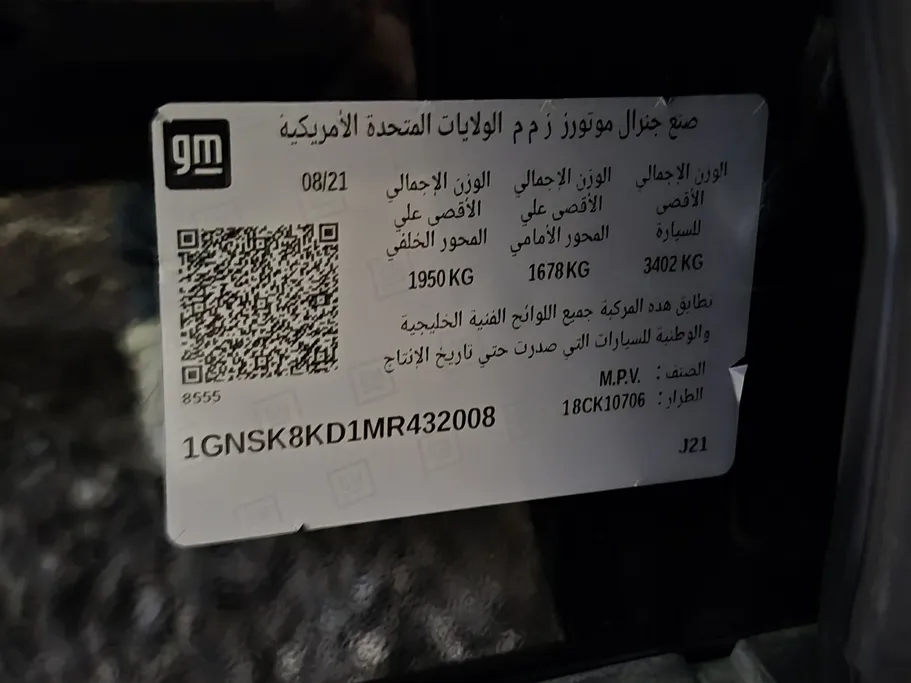 gm
صنع جنرال موتورز ز م م الولايات المتحدة الأمريكية
الوزن الإجمالي الوزن الإجمالي الوزن الإجمالي 08/21
الأقصى الأقصى علي الأقصى علي
للسيارة المحور الأمامي المحور الخلفي
3402 KG 1678 KG 1950 KG
تطابق هذه المركبة جميع اللوائح الفنية الخليجية
والوطنية للسيارات التي صدرت حتي تاريخ الإنتاج
الصنف: M.P.V.
الطراز: 18CK10706
8555
1GNSK8KD1MR432008
J21